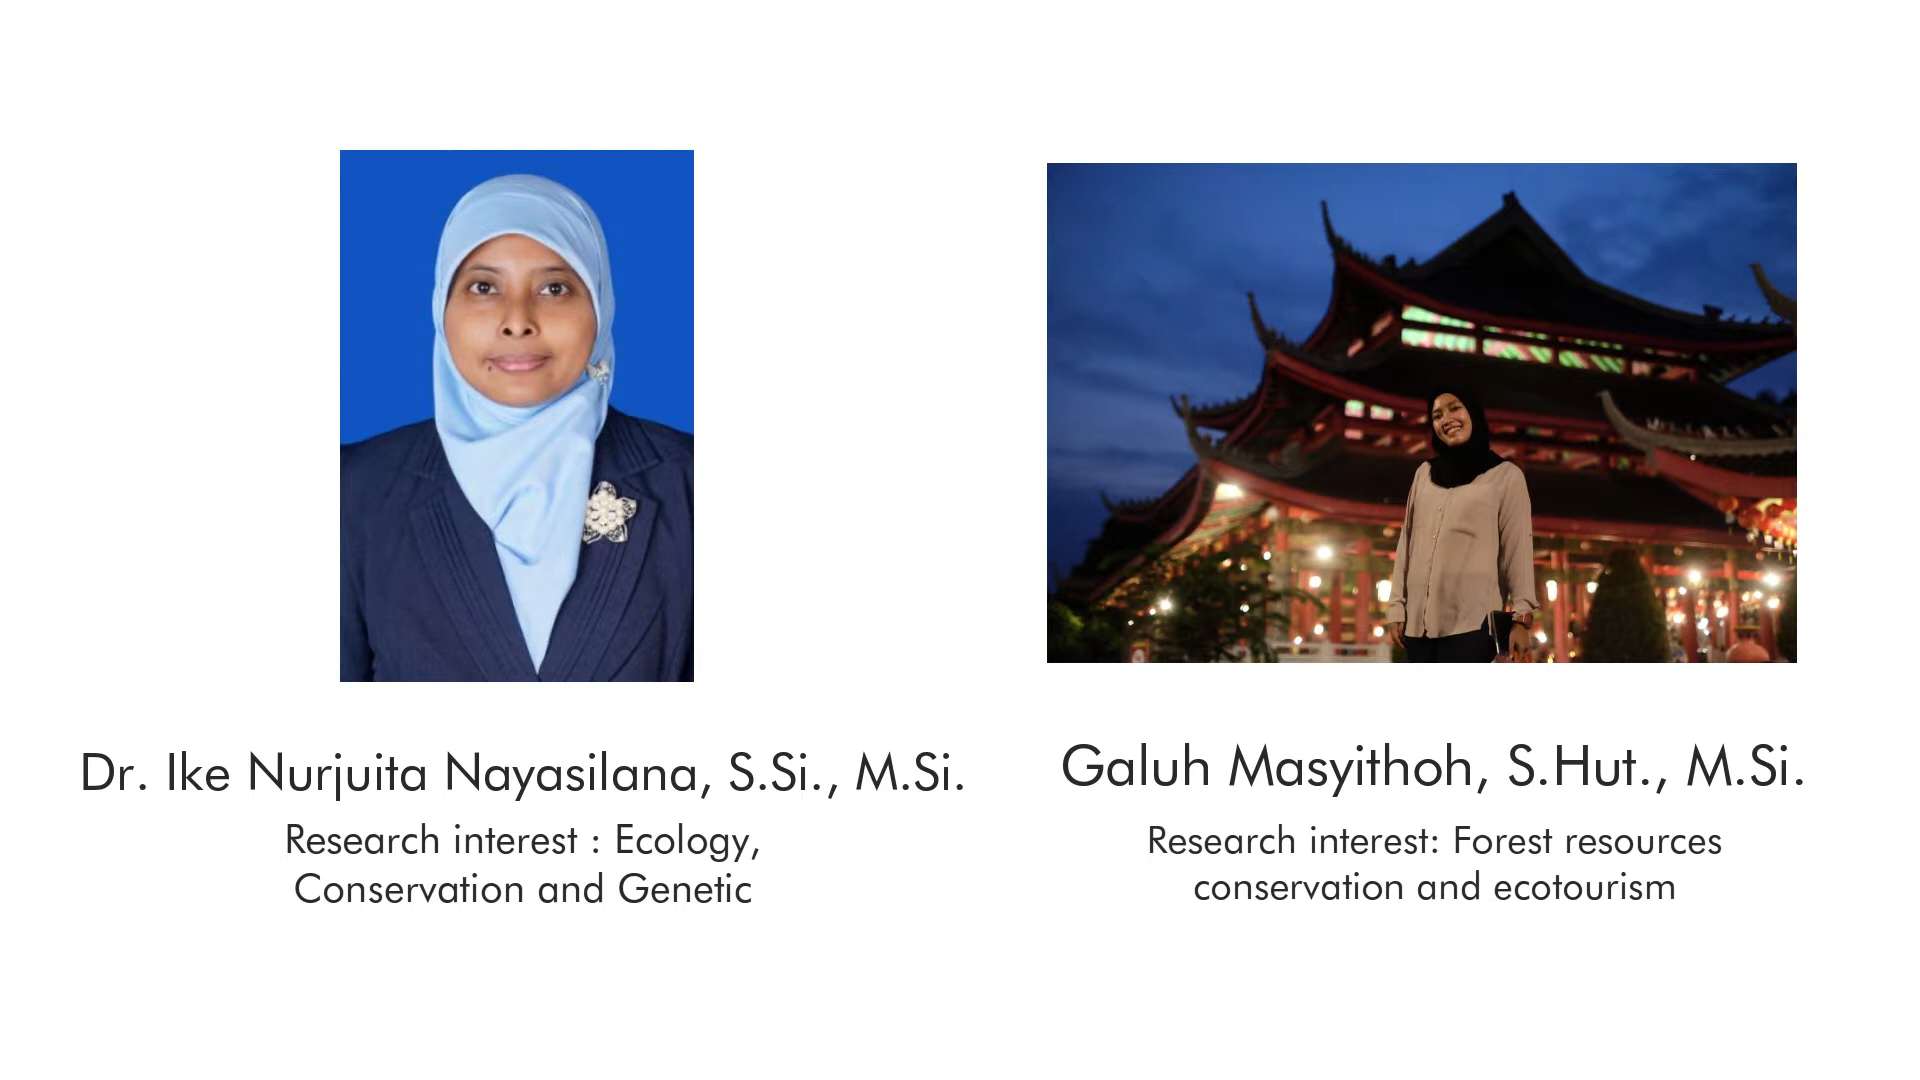 Dr. Ike Nurjuita Nayasilana, S.Si., M.Si.
Research interest : Ecology,
Conservation and Genetic
Galuh Masyithoh, S.Hut., M.Si.
Research interest: Forest resources
conservation and ecotourism